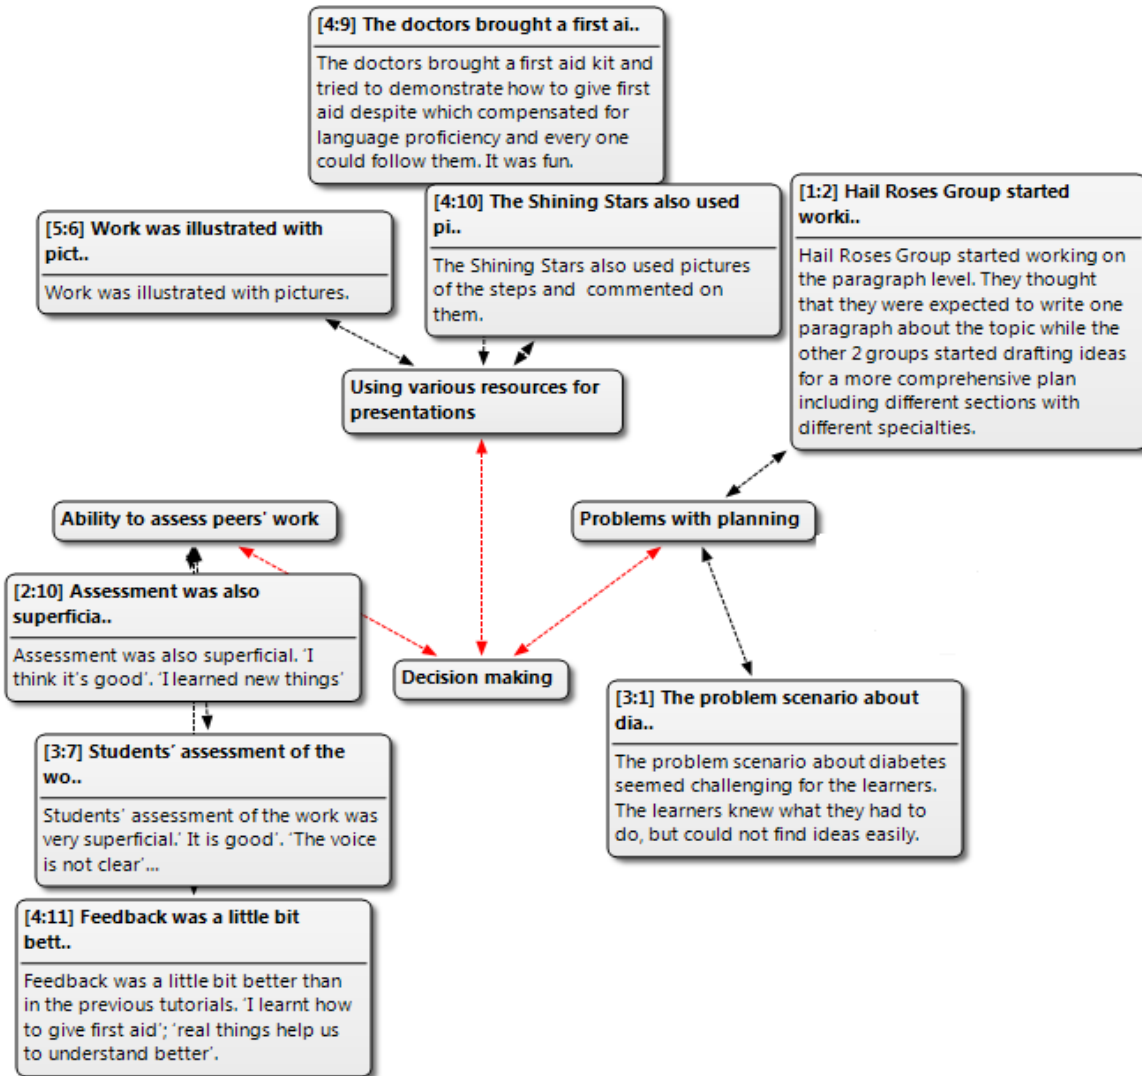 [4:9] The doctors brought a first ai..
The doctors brought a first aid kit and
tried to demonstrate how to give first
aid despite which compensated for
language proficiency and every one
could follow them. It was fun.
[4:10] The Shining Stars also used
pi..
The Shining Stars also used pictures
of the steps and  commented on
them.
[1:2] Hail Roses Group started
worki..
Hail Roses Group started working on
the paragraph level. They thought
that they were expected to write one
paragraph about the topic while the
other 2 groups started drafting ideas
for a more comprehensive plan
including different sections with
different specialties.
[5:6] Work was illustrated with
pict..
Work was illustrated with pictures.
Using various resources for
presentations
Ability to assess peers' work
Problems with planning
[2:10] Assessment was also
superficia..
Assessment was also superficial. 'I
think it's good'. 'I learned new things'
Decision making
[3:1] The problem scenario about
dia..
The problem scenario about diabetes
seemed challenging for the learners.
The learners knew what they had to
do, but could not find ideas easily.
[3:7] Students' assessment of the
wo..
Students' assessment of the work was
very superficial.' It is good'. 'The voice
is not clear'...
[4:11] Feedback was a little bit
bett..
Feedback was a little bit better than
in the previous tutorials. 'I learnt how
to give first aid'; 'real things help us
to understand better'.